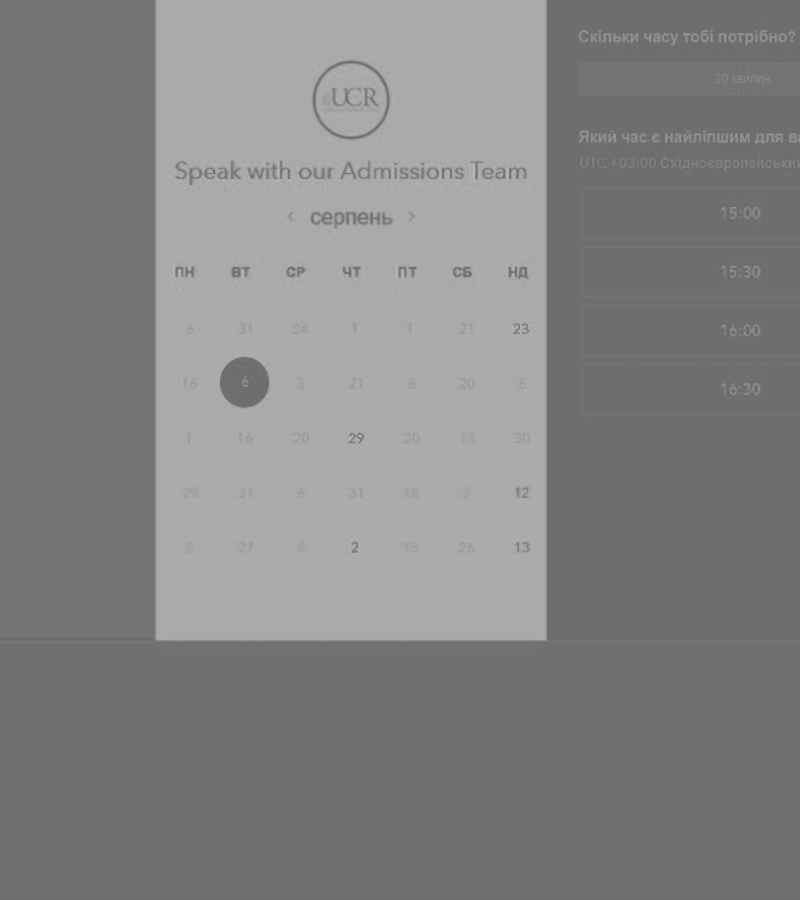 UCR
Speak with our Admissions Team
серпень
ПН ВТ СР ЧТ ПТ СБ НД
6 31 24 1 1 21 23
16 6 3 21 6 20 6
1 16 20 29 20 13 30
29 31 6 31 18 3 12
2 27 4 2 15 26 13
Скільки часу тобі потрібно?
30 хвилин
Який час є найліпшим для ва
UTC +03:00 Східноєвропейський
15:00
15:30
16:00
16:30